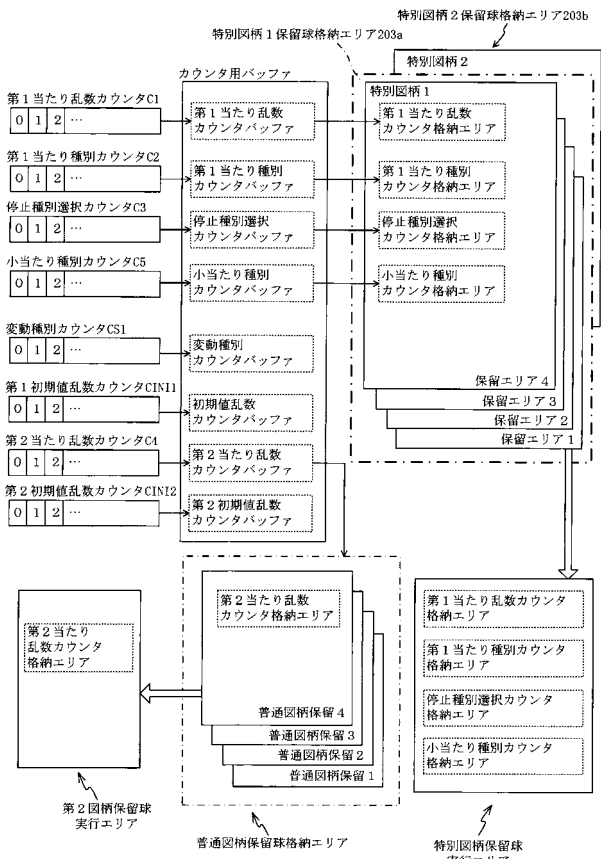 特別図柄2保留球格納エリア203b
特別図柄1保留球格納エリア203a
カウンタ用バッファ
特別図柄2
特別図柄1
第1当たり乱数カウンタC1
0 1 2 …
第1当たり乱数
カウンタバッファ
第1当たり乱数
カウンタ格納エリア
第1当たり種別カウンタC2
0 1 2 …
第1当たり種別
カウンタバッファ
第1当たり種別
カウンタ格納エリア
停止種別選択カウンタC3
0 1 2 …
停止種別選択
カウンタバッファ
停止種別選択
カウンタ格納エリア
小当たり種別カウンタC5
0 1 2 …
小当たり種別
カウンタバッファ
小当たり種別
カウンタ格納エリア
変動種別カウンタCS1
0 1 2 …
変動種別
カウンタバッファ
第1初期値乱数カウンタCINI1
0 1 2 …
初期値乱数
カウンタバッファ
第2当たり乱数カウンタC4
0 1 2 …
第2当たり乱数
カウンタバッファ
第2初期値乱数カウンタCINI2
0 1 2 …
第2初期値乱数
カウンタバッファ
保留エリア4
保留エリア3
保留エリア2
保留エリア1
第2当たり
乱数カウンタ
格納エリア
第2当たり乱数
カウンタ格納エリア
普通図柄保留4
普通図柄保留3
普通図柄保留2
普通図柄保留1
第1当たり乱数カウンタ
格納エリア
第1当たり種別カウンタ
格納エリア
停止種別選択カウンタ
格納エリア
小当たり種別カウンタ
格納エリア
第2図柄保留球
実行エリア
普通図柄保留球格納エリア
特別図柄保留球
実行エリア